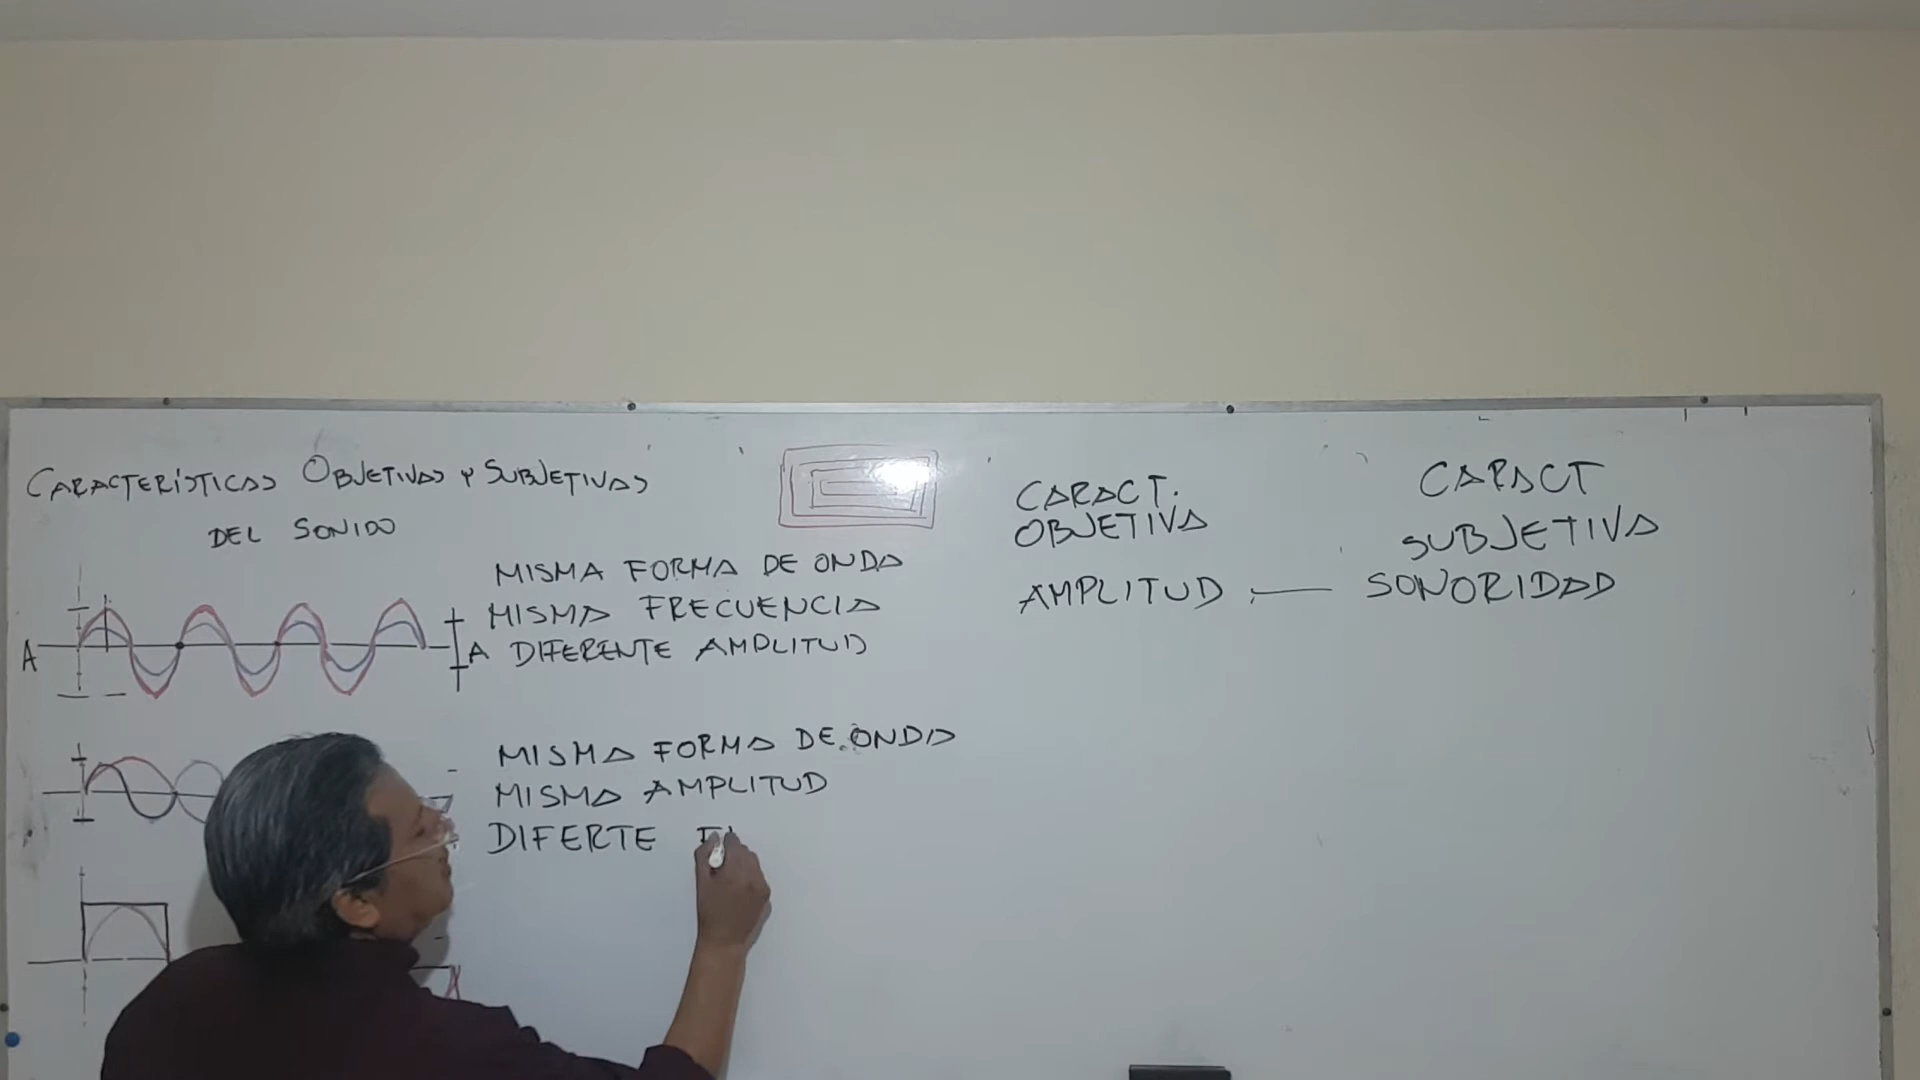 CARACTERÍSTICAS OBJETIVAS Y SUBJETIVAS
DEL SONIDO
MISMA FORMA DE ONDA
MISMA FRECUENCIA
A DIFERENTE AMPLITUD
A
MISMA FORMA DE ONDA
MISMA AMPLITUD
DIFERTE
CARACT.
OBJETIVA
AMPLITUD — SONORIDAD
CARACT
SUBJETIVA